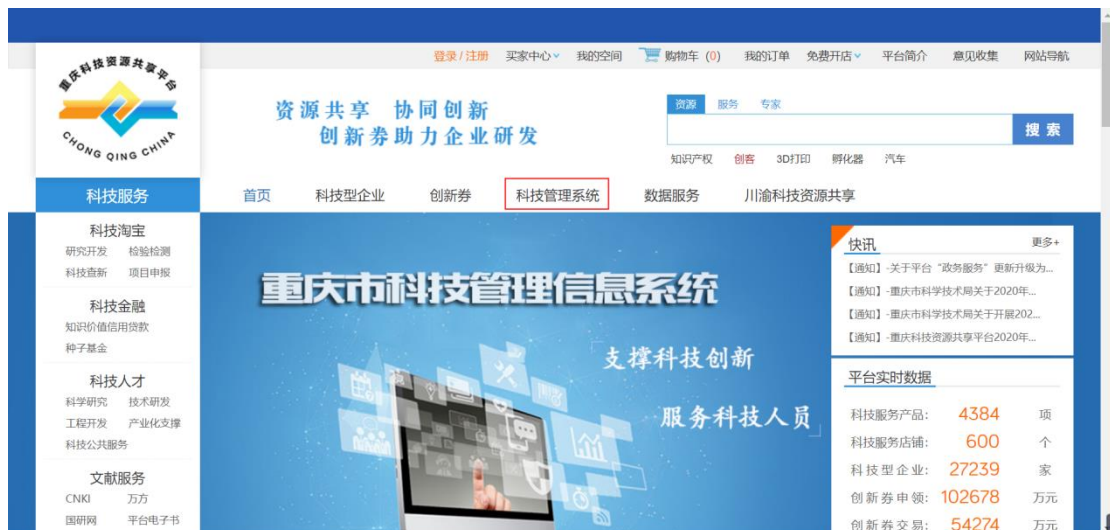 登录 / 注册 买家中心 我的空间 购物车 (0) 我的订单 免费开店 平台简介 意见收集 网站导航
重庆科技资源共享平台
CHONG QING CHINA
资源共享 协同创新
创新券助力企业研发
资源 服务 专家
搜 索
知识产权 创客 3D打印 孵化器 汽车
科技服务 首页 科技型企业 创新券 科技管理系统 数据服务 川渝科技资源共享
科技淘宝
研究开发 检验检测
科技查新 项目申报
科技金融
知识价值信用贷款
种子基金
科技人才
科学研究 技术研发
工程开发 产业化支撑
科技公共服务
文献服务
CNKI 万方
国研网 平台电子书
重庆市科技管理信息系统
支撑科技创新
服务科技人员
快讯 更多+
【通知】-关于平台“政务服务”更新升级为...
【通知】-重庆市科学技术局关于2020年...
【通知】-重庆市科学技术局关于开展202...
【通知】-重庆科技资源共享平台2020年...
平台实时数据
科技服务产品: 4384 项
科技服务店铺: 600 个
科技型企业: 27239 家
创新券申领: 102678 万元
创新券交易: 54274 万元